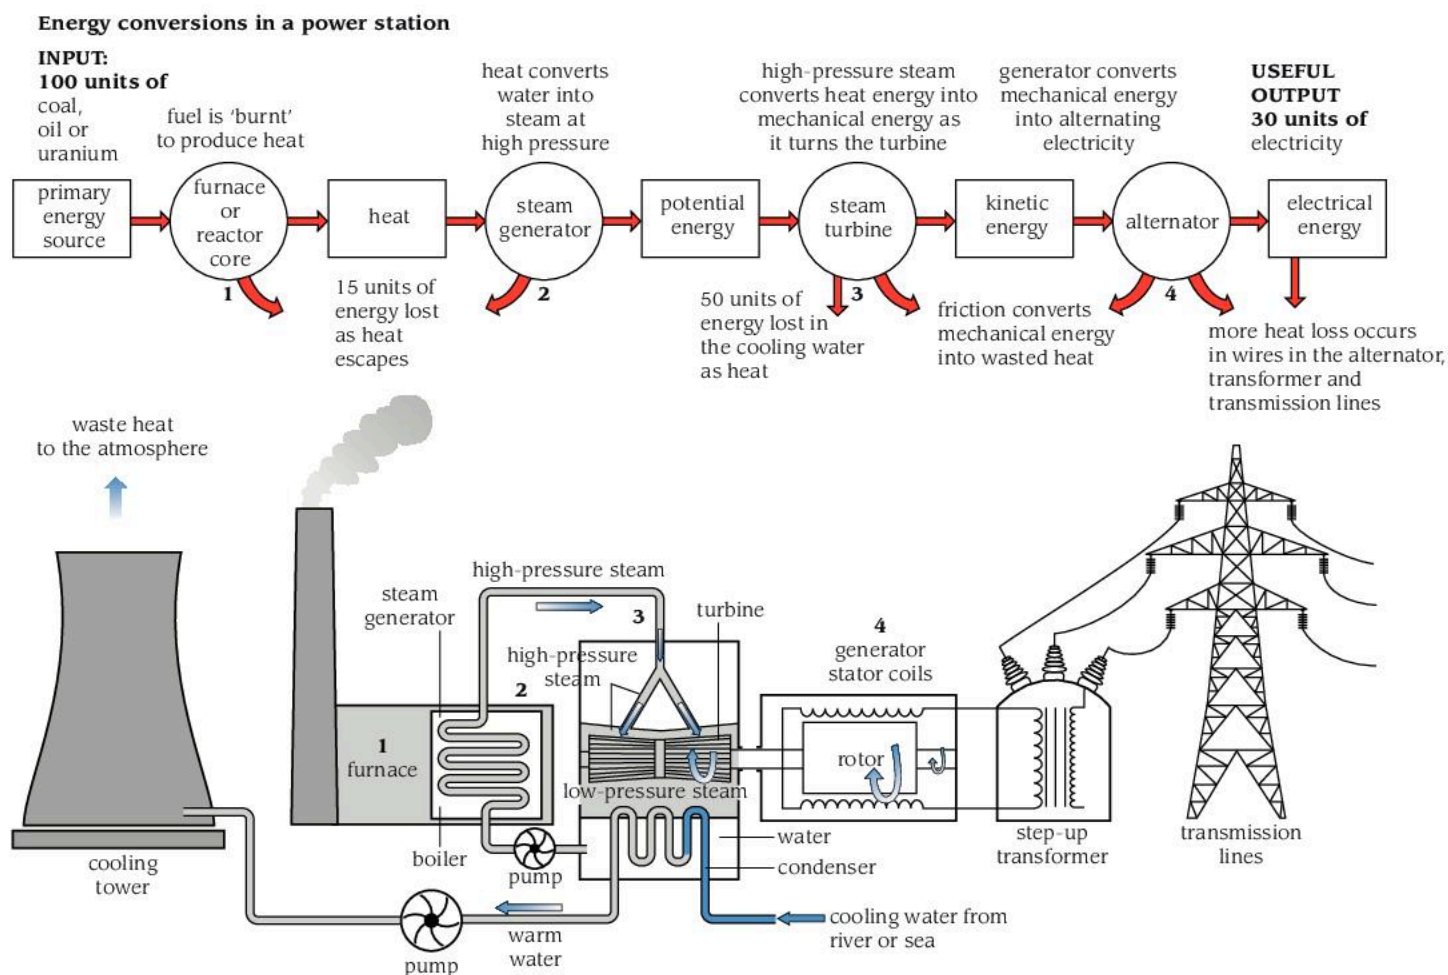 Energy conversions in a power station
INPUT:
100 units of
coal,
oil or
uranium
fuel is 'burnt'
to produce heat
heat converts
water into
steam at
high pressure
high-pressure steam
converts heat energy into
mechanical energy as
it turns the turbine
generator converts
mechanical energy
into alternating
electricity
USEFUL
OUTPUT
30 units of
electricity
primary
energy
source
furnace
or
reactor
core
heat
steam
generator
potential
energy
steam
turbine
kinetic
energy
alternator
electrical
energy
1
2
3
4
15 units of
energy lost
as heat
escapes
50 units of
energy lost in
the cooling water
as heat
friction converts
mechanical energy
into wasted heat
more heat loss occurs
in wires in the alternator,
transformer and
transmission lines
waste heat
to the atmosphere
high-pressure steam
steam
generator
3
turbine
high-pressure
steam
4
generator
stator coils
2
1
furnace
rotor
low-pressure steam
boiler
pump
water
condenser
step-up
transformer
transmission
lines
cooling
tower
warm
water
cooling water from
river or sea
pump